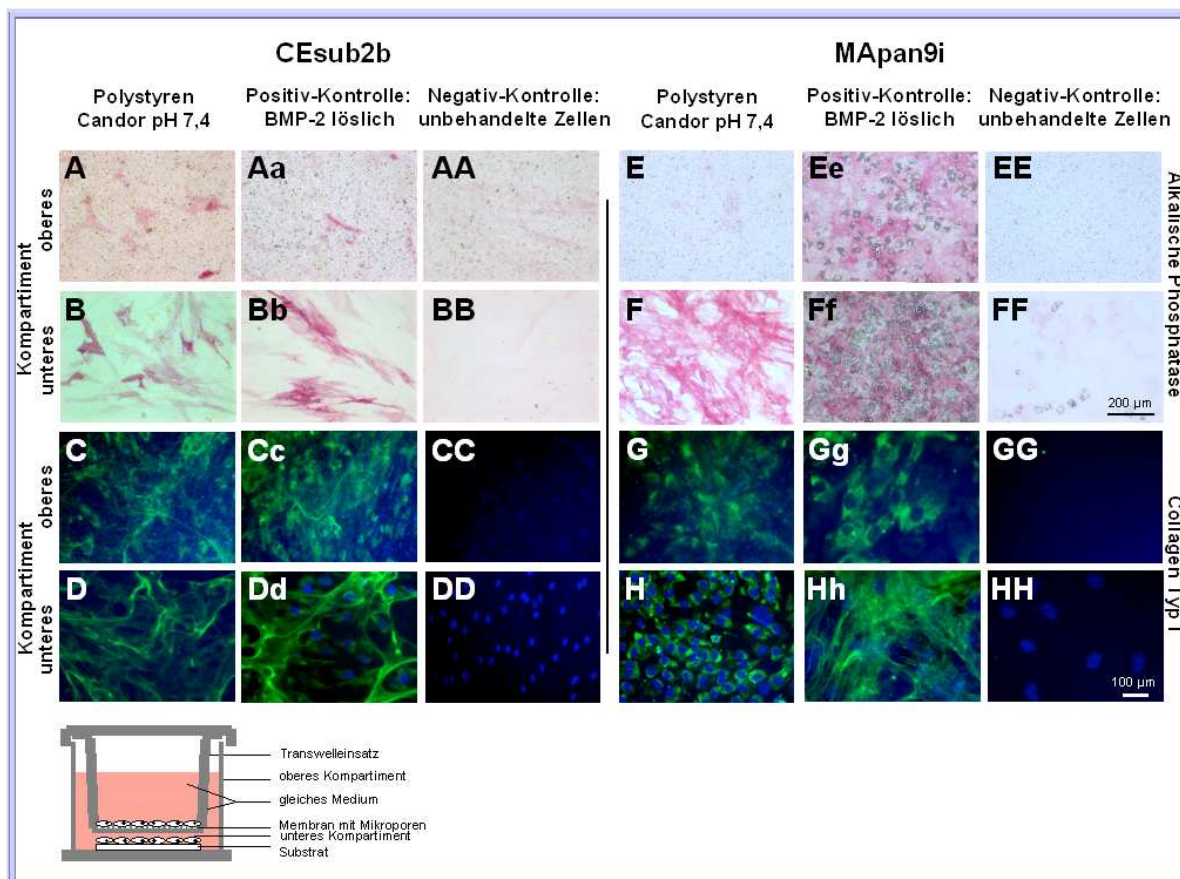 CEsub2b
MApan9i
Polystyren
Candor pH 7,4
Positiv-Kontrolle:
BMP-2 löslich
Negativ-Kontrolle:
unbehandelte Zellen
Polystyren
Candor pH 7,4
Positiv-Kontrolle:
BMP-2 löslich
Negativ-Kontrolle:
unbehandelte Zellen
Kompartiment
oberes
unteres
A
Aa
AA
E
Ee
EE
B
Bb
BB
F
Ff
FF
200 µm
Alkalische Phosphatase
Kompartiment
oberes
unteres
C
Cc
CC
G
Gg
GG
D
Dd
DD
H
Hh
HH
100 µm
Collagen Typ I
Transwelleinsatz
oberes Kompartiment
gleiches Medium
Membran mit Mikroporen
unteres Kompartiment
Substrat